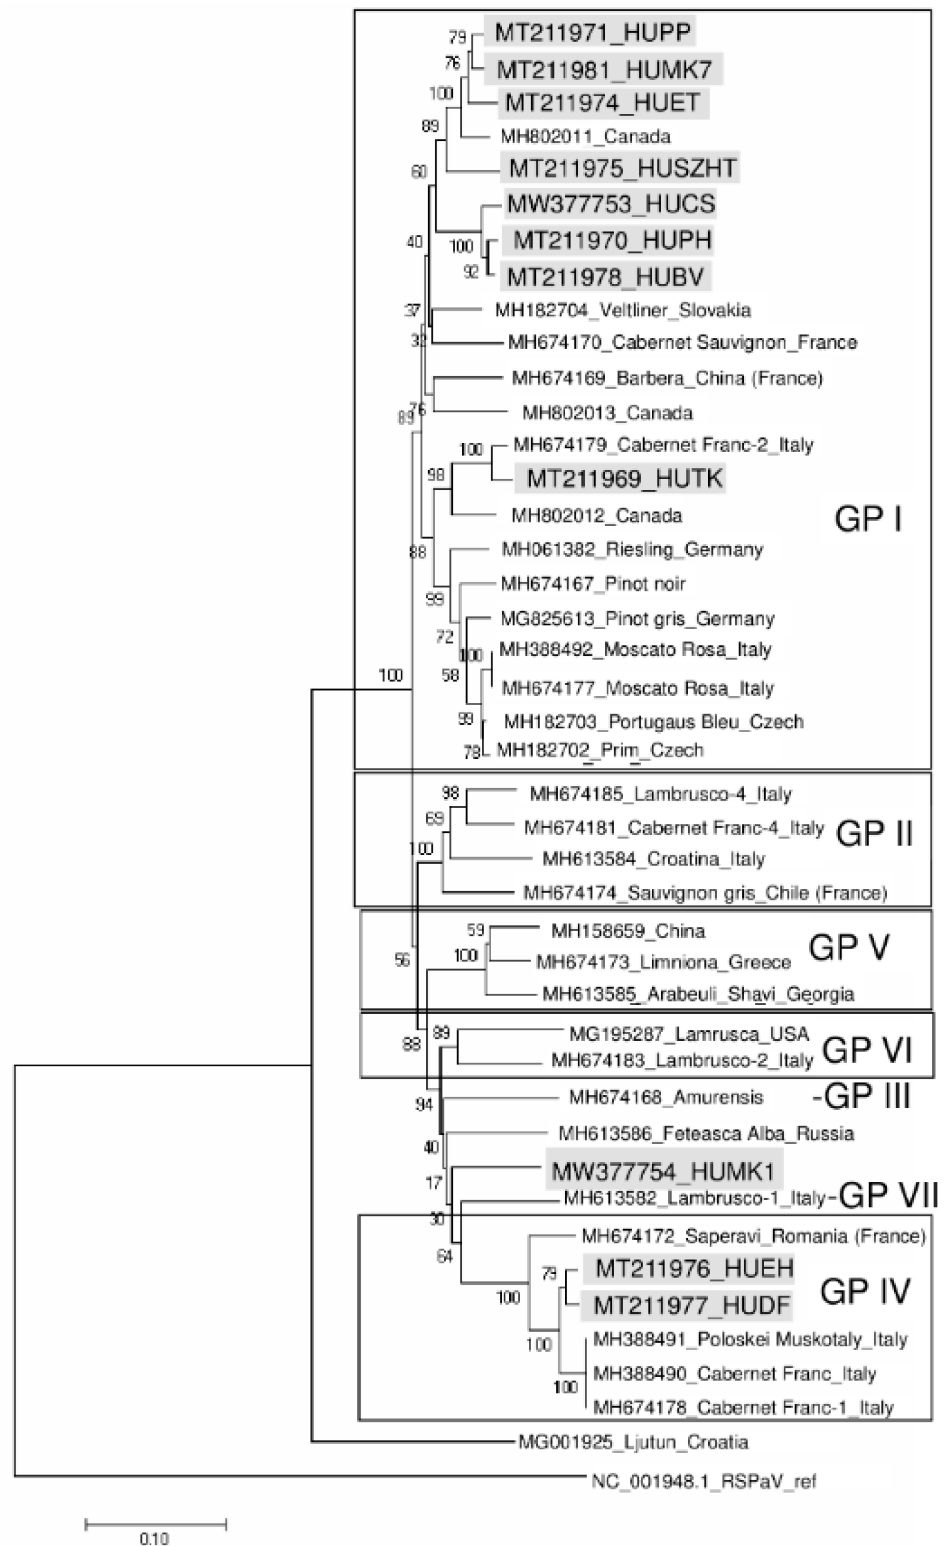 79
MT211971_HUPP
76
MT211981_HUMK7
100
MT211974_HUET
89
MH802011_Canada
60
MT211975_HUSZHT
MW377753_HUCS
40
100
MT211970_HUPH
92
MT211978_HUBV
37
MH182704_Veltliner_Slovakia
32
MH674170_Cabernet Sauvignon_France
MH674169_Barbera_China (France)
76
89
MH802013_Canada
100
MH674179_Cabernet Franc-2_Italy
98
MT211969_HUTK
MH802012_Canada
GP I
88
MH061382_Riesling_Germany
99
MH674167_Pinot noir
72
MG825613_Pinot gris_Germany
100
MH388492_Moscato Rosa_Italy
58
MH674177_Moscato Rosa_Italy
100
99
MH182703_Portugaus Bleu_Czech
78
MH182702_Prim_Czech
98
MH674185_Lambrusco-4_Italy
69
MH674181_Cabernet Franc-4_Italy
GP II
100
MH613584_Croatina_Italy
MH674174_Sauvignon gris_Chile (France)
59
MH158659_China
GP V
56
100
MH674173_Limniona_Greece
MH613585_Arabeuli_Shavi_Georgia
88
89
MG195287_Lamrusca_USA
MH674183_Lambrusco-2_Italy
GP VI
94
MH674168_Amurensis
-GP III
40
MH613586_Feteasca Alba_Russia
17
MW377754_HUMK1
30
MH613582_Lambrusco-1_Italy
-GP VII
64
MH674172_Saperavi_Romania (France)
79
MT211976_HUEH
GP IV
100
MT211977_HUDF
100
MH388491_Poloskei Muskotaly_Italy
100
MH388490_Cabernet Franc_Italy
MH674178_Cabernet Franc-1_Italy
MG001925_Ljutun_Croatia
NC_001948.1_RSPaV_ref
0.10